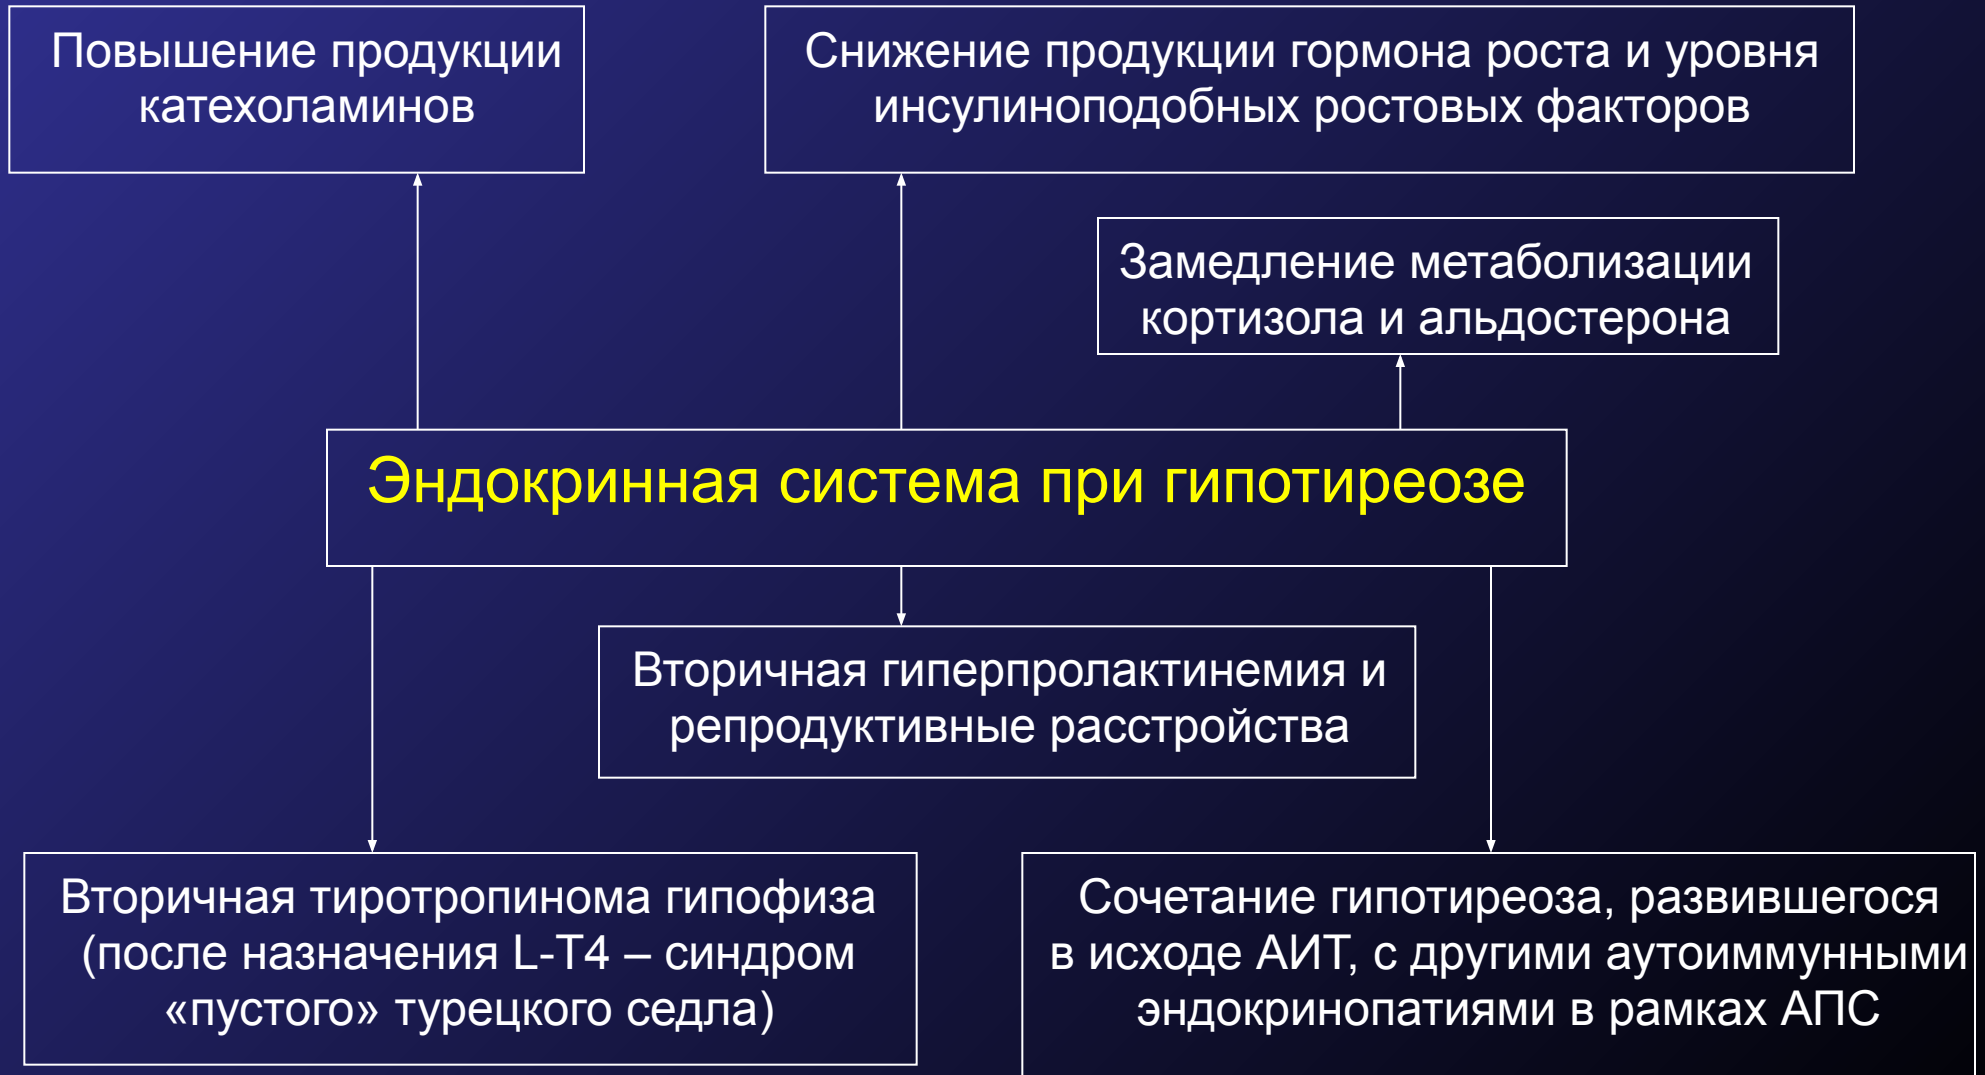 Повышение продукции
катехоламинов
Снижение продукции гормона роста и уровня
инсулиноподобных ростовых факторов
Замедление метаболизации
кортизола и альдостерона
Эндокринная система при гипотиреозе
Вторичная гиперпролактинемия и
репродуктивные расстройства
Вторичная тиротропинома гипофиза
(после назначения L-T4 – синдром
«пустого» турецкого седла)
Сочетание гипотиреоза, развившегося
в исходе АИТ, с другими аутоиммунными
эндокринопатиями в рамках АПС